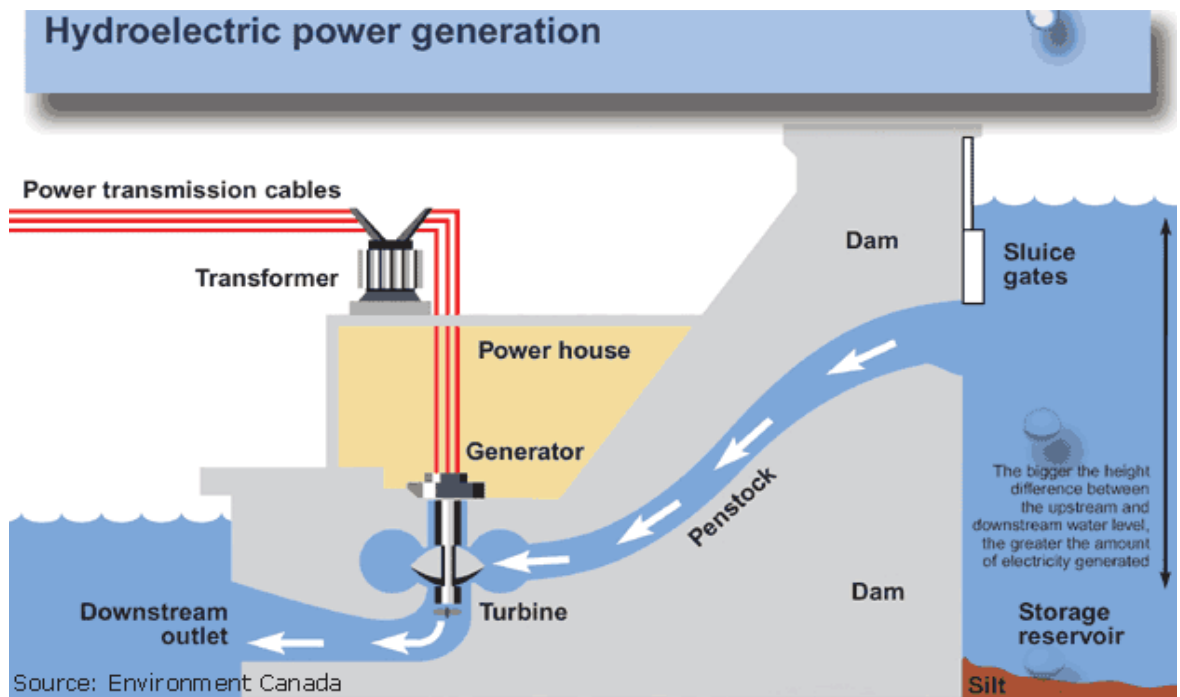 Hydroelectric power generation
Power transmission cables
Transformer
Dam
Sluice
gates
Power house
Generator
Penstock
The bigger the height
difference between
the upstream and
downstream water level,
the greater the amount
of electricity generated
Turbine
Dam
Downstream
outlet
Storage
reservoir
Silt
Source: Environment Canada